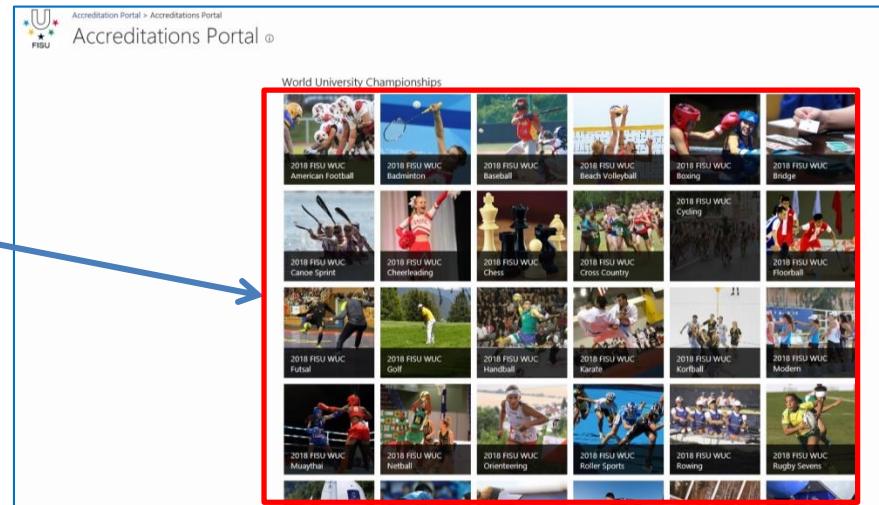 Accreditation Portal > Accreditations Portal
FISU
Accreditations Portal
World University Championships
2018 FISU WUC
American Football
2018 FISU WUC
Badminton
2018 FISU WUC
Baseball
2018 FISU WUC
Beach Volleyball
2018 FISU WUC
Boxing
2018 FISU WUC
Bridge
2018 FISU WUC
Canoe Sprint
2018 FISU WUC
Cheerleading
2018 FISU WUC
Chess
2018 FISU WUC
Cross Country
2018 FISU WUC
Cycling
2018 FISU WUC
Floorball
2018 FISU WUC
Futsal
2018 FISU WUC
Golf
2018 FISU WUC
Handball
2018 FISU WUC
Karate
2018 FISU WUC
Korfball
2018 FISU WUC
Modern
2018 FISU WUC
Muaythai
2018 FISU WUC
Netball
2018 FISU WUC
Orienteering
2018 FISU WUC
Roller Sports
2018 FISU WUC
Rowing
2018 FISU WUC
Rugby Sevens